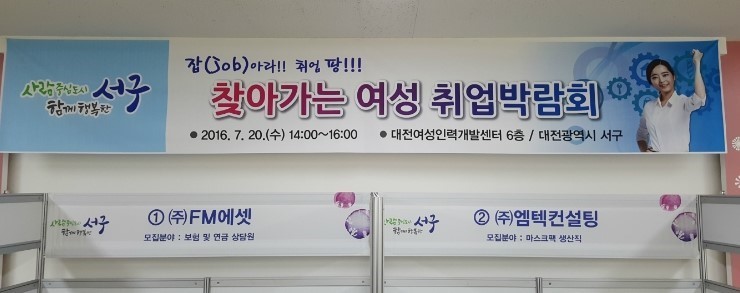 사람중심도시
함께행복한 서구
잡(Job)아라!! 취업 팡!!!
찾아가는 여성 취업박람회
● 2016. 7. 20.(수) 14:00~16:00 ● 대전여성인력개발센터 6층 / 대전광역시 서구
사람중심도시
함께행복한 서구
① ㈜FM에셋
모집분야 : 보험 및 연금 상담원
사람중심도시
함께행복한 서구
② ㈜엠텍컨설팅
모집분야 : 마스크팩 생산직